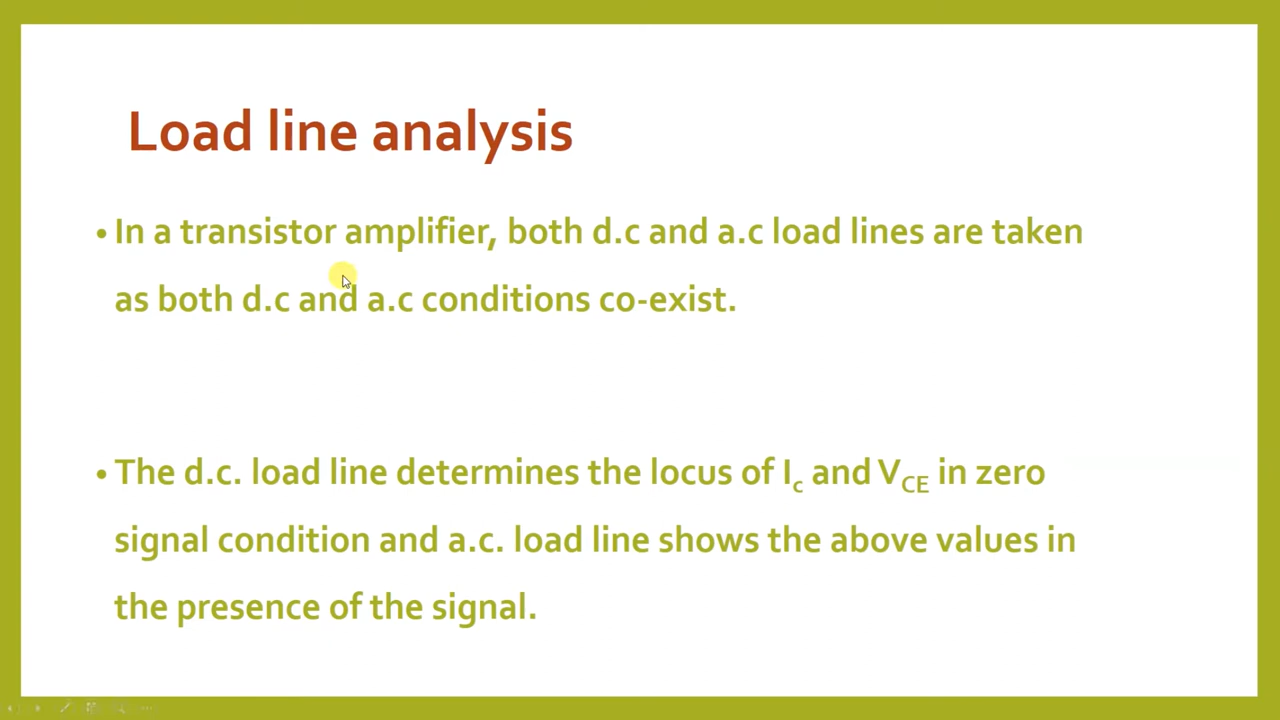 Load line analysis
• In a transistor amplifier, both d.c and a.c load lines are taken
as both d.c and a.c conditions co-exist.
• The d.c. load line determines the locus of Ic and VCE in zero
signal condition and a.c. load line shows the above values in
the presence of the signal.